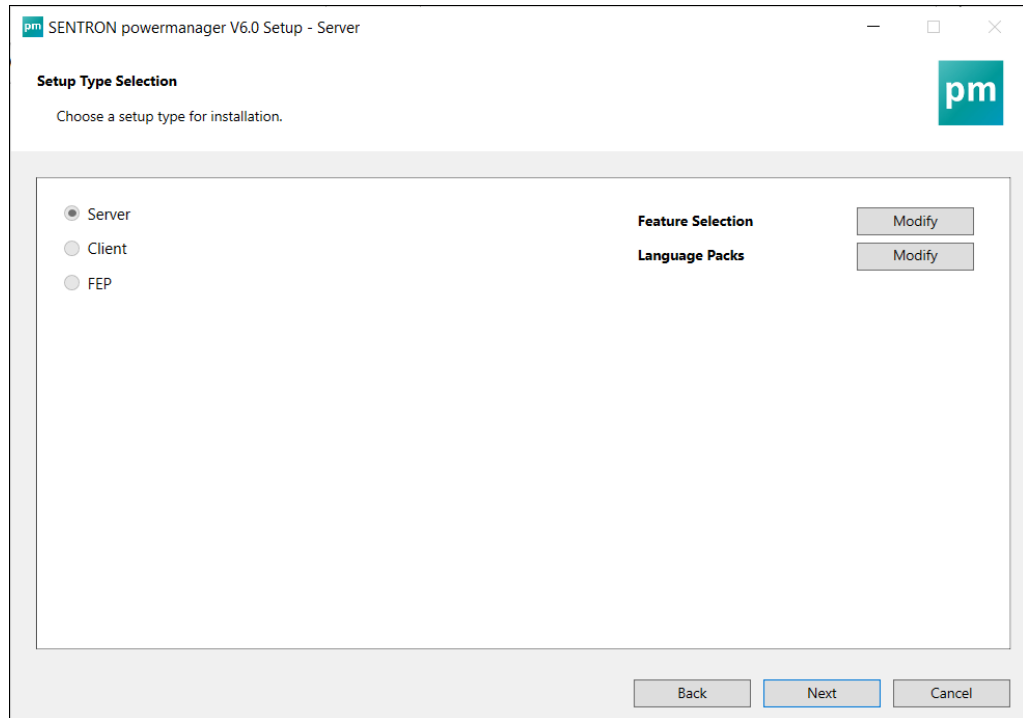 pm SENTRON powermanager V6.0 Setup - Server
Setup Type Selection
Choose a setup type for installation.
pm
Server
Client
FEP
Feature Selection Modify
Language Packs Modify
Back Next Cancel